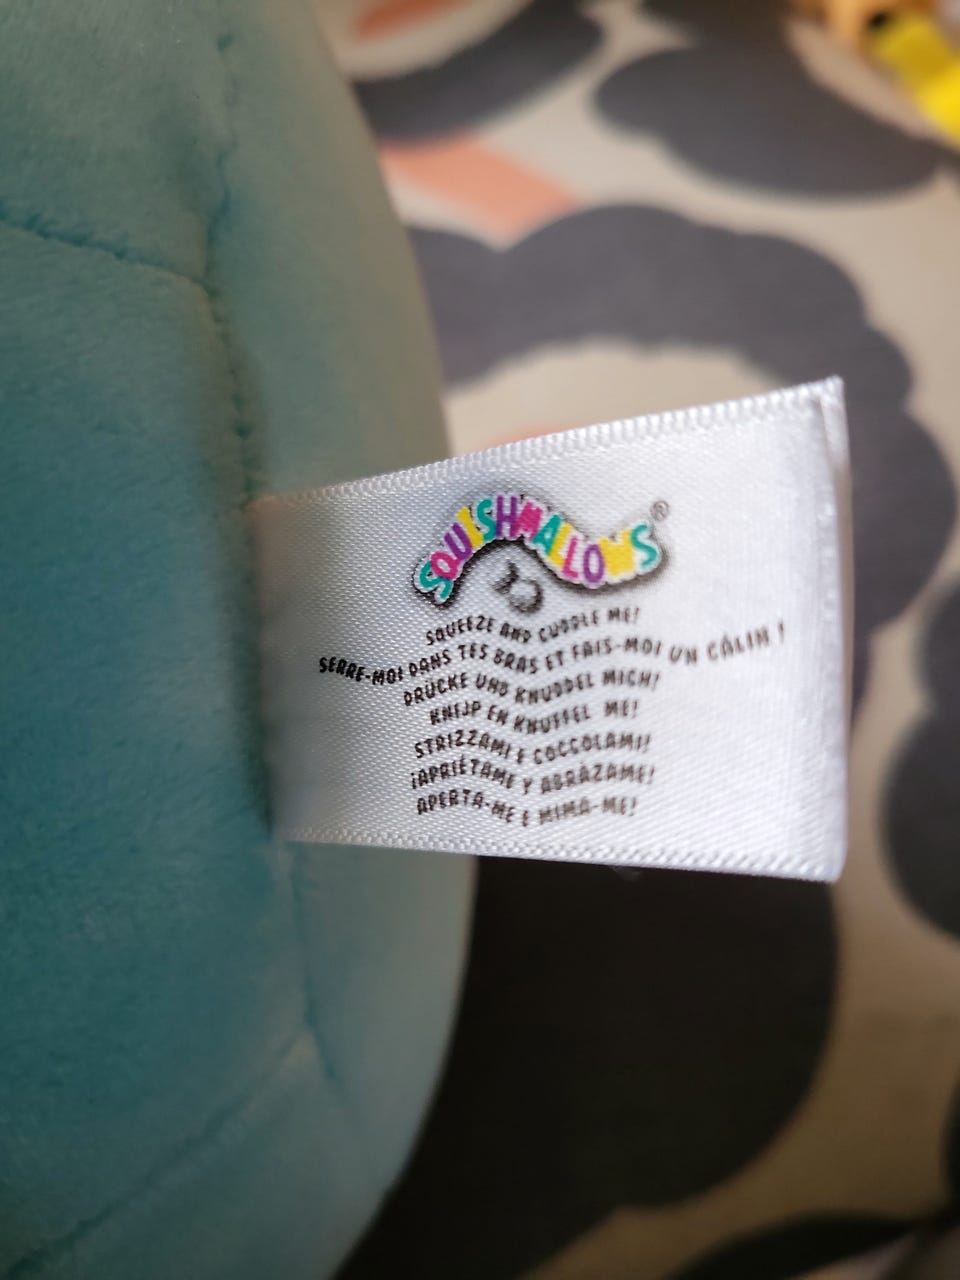 SQUISHMALLOWS®
SQUEEZE AND CUDDLE ME!
SERRE-MOI DANS TES BRAS ET FAIS-MOI UN CÂLIN !
DRÜCKE UND KNUDDEL MICH!
KNIJP EN KNUFFEL ME!
STRIZZAMI E COCCOLAMI!
¡APRIÉTAME Y ABRÁZAME!
APERTA-ME E MIMA-ME!